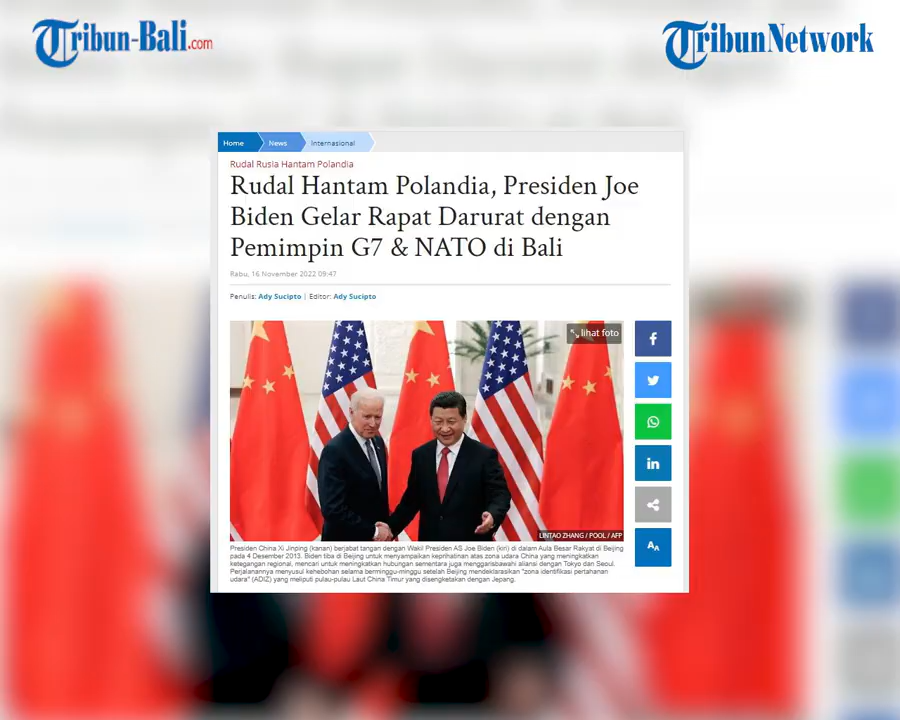 Tribun-Bali.com
TribunNetwork
Home News Internasional
Rudal Rusia Hantam Polandia
Rudal Hantam Polandia, Presiden Joe
Biden Gelar Rapat Darurat dengan
Pemimpin G7 & NATO di Bali
Rabu, 16 November 2022 09:47
Penulis: Ady Sucipto | Editor: Ady Sucipto
lihat foto
LINTAO ZHANG / POOL / AFP
Presiden China Xi Jinping (kanan) berjabat tangan dengan Wakil Presiden AS Joe Biden (kiri) di dalam Aula Besar Rakyat di Beijing
pada 4 Desember 2013. Biden tiba di Beijing untuk menyampaikan keprihatinan atas zona udara China yang meningkatkan
ketegangan regional, mencari untuk meningkatkan hubungan sementara juga menggarisbawahi aliansi dengan Tokyo dan Seoul.
Perjalanannya menyusul kehebohan selama berminggu-minggu setelah Beijing mendeklarasikan "zona identifikasi pertahanan
udara" (ADIZ) yang meliputi pulau-pulau Laut China Timur yang disengketakan dengan Jepang.